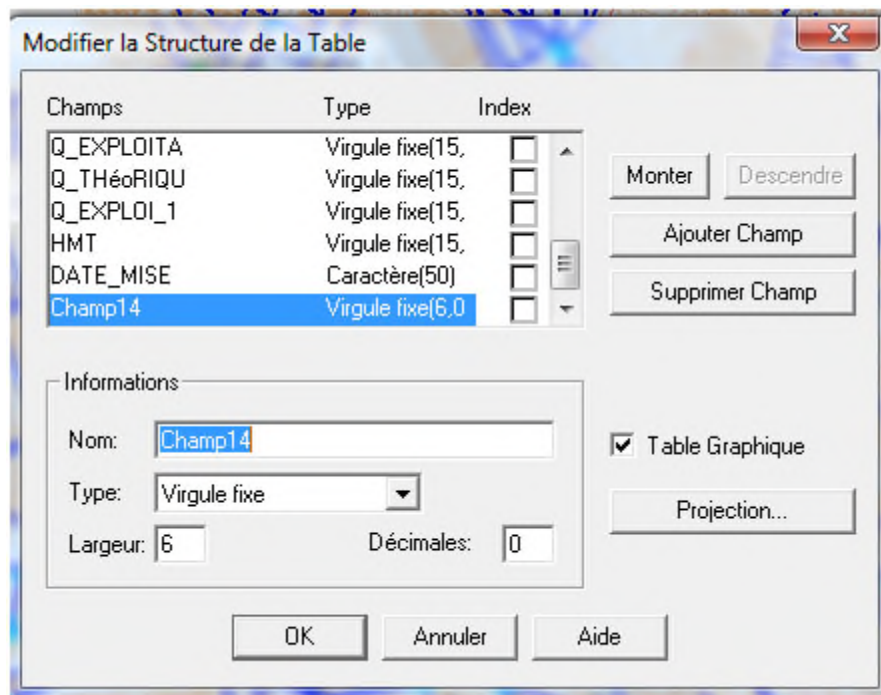 Modifier la Structure de la Table
Champs Type Index
Q_EXPLOITA Virgule fixe(15,
Q_THéoRIQU Virgule fixe(15,
Q_EXPLOI_1 Virgule fixe(15,
HMT Virgule fixe(15,
DATE_MISE Caractère(50)
Champ14 Virgule fixe(6,0
Monter Descendre
Ajouter Champ
Supprimer Champ
Informations
Nom: Champ14
Type: Virgule fixe
Largeur: 6 Décimales: 0
Table Graphique
Projection...
OK Annuler Aide